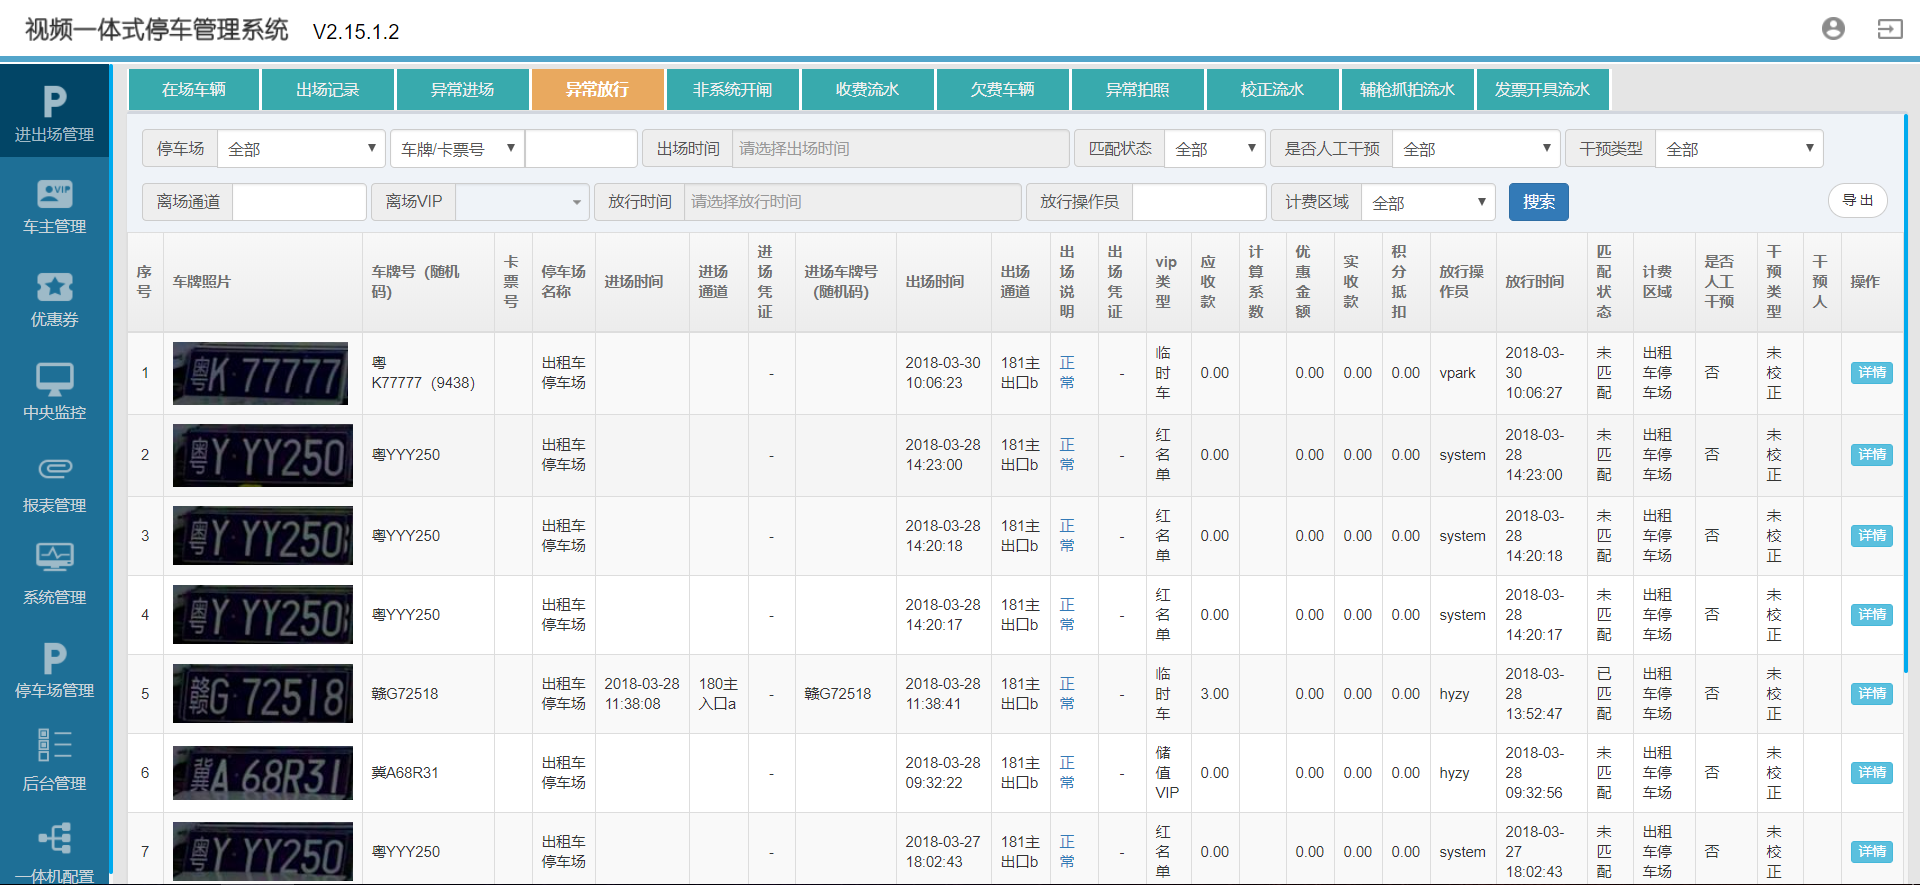 视频一体式停车管理系统 V2.15.1.2
进出场管理
车主管理
优惠券
中央监控
报表管理
系统管理
停车场管理
后台管理
一体机配置
在场车辆 出场记录 异常进场 异常放行 非系统开闸 收费流水 欠费车辆 异常拍照 校正流水 辅枪抓拍流水 发票开具流水
停车场 全部 车牌/卡票号 出场时间 请选择出场时间 匹配状态 全部 是否人工干预 全部 干预类型 全部
离场通道 离场VIP 放行时间 请选择放行时间 放行操作员 计费区域 全部 搜索 导出
序号 车牌照片 车牌号（随机码） 卡票号 停车场名称 进场时间 进场通道 进场凭证 进场车牌号（随机码） 出场时间 出场通道 出场说明 出场凭证 vip类型 应收款 计算系数 优惠金额 实收款 积分抵扣 放行操作员 放行时间 匹配状态 计费区域 是否人工干预 干预类型 干预人 操作
1 粤K·77777 粤K77777（9438） 出租车停车场 - 2018-03-30 10:06:23 181主出口b 正常 - 临时车 0.00 0.00 0.00 0.00 vpark 2018-03-30 10:06:27 未匹配 出租车停车场 否 未校正 详情
2 粤Y·YY250 粤YYY250 出租车停车场 - 2018-03-28 14:23:00 181主出口b 正常 - 红名单 0.00 0.00 0.00 0.00 system 2018-03-28 14:23:00 未匹配 出租车停车场 否 未校正 详情
3 粤Y·YY250 粤YYY250 出租车停车场 - 2018-03-28 14:20:18 181主出口b 正常 - 红名单 0.00 0.00 0.00 0.00 system 2018-03-28 14:20:18 未匹配 出租车停车场 否 未校正 详情
4 粤Y·YY250 粤YYY250 出租车停车场 - 2018-03-28 14:20:17 181主出口b 正常 - 红名单 0.00 0.00 0.00 0.00 system 2018-03-28 14:20:17 未匹配 出租车停车场 否 未校正 详情
5 赣G·72518 赣G72518 出租车停车场 2018-03-28 11:38:08 180主入口a - 赣G72518 2018-03-28 11:38:41 181主出口b 正常 - 临时车 3.00 0.00 0.00 0.00 hyzy 2018-03-28 13:52:47 已匹配 出租车停车场 否 未校正 详情
6 冀A·68R31 冀A68R31 出租车停车场 - 2018-03-28 09:32:22 181主出口b 正常 - 储值VIP 0.00 0.00 0.00 0.00 hyzy 2018-03-28 09:32:56 未匹配 出租车停车场 否 未校正 详情
7 粤Y·YY250 粤YYY250 出租车停车场 - 2018-03-27 18:02:43 181主出口b 正常 - 红名单 0.00 0.00 0.00 0.00 system 2018-03-27 18:02:43 未匹配 出租车停车场 否 未校正 详情